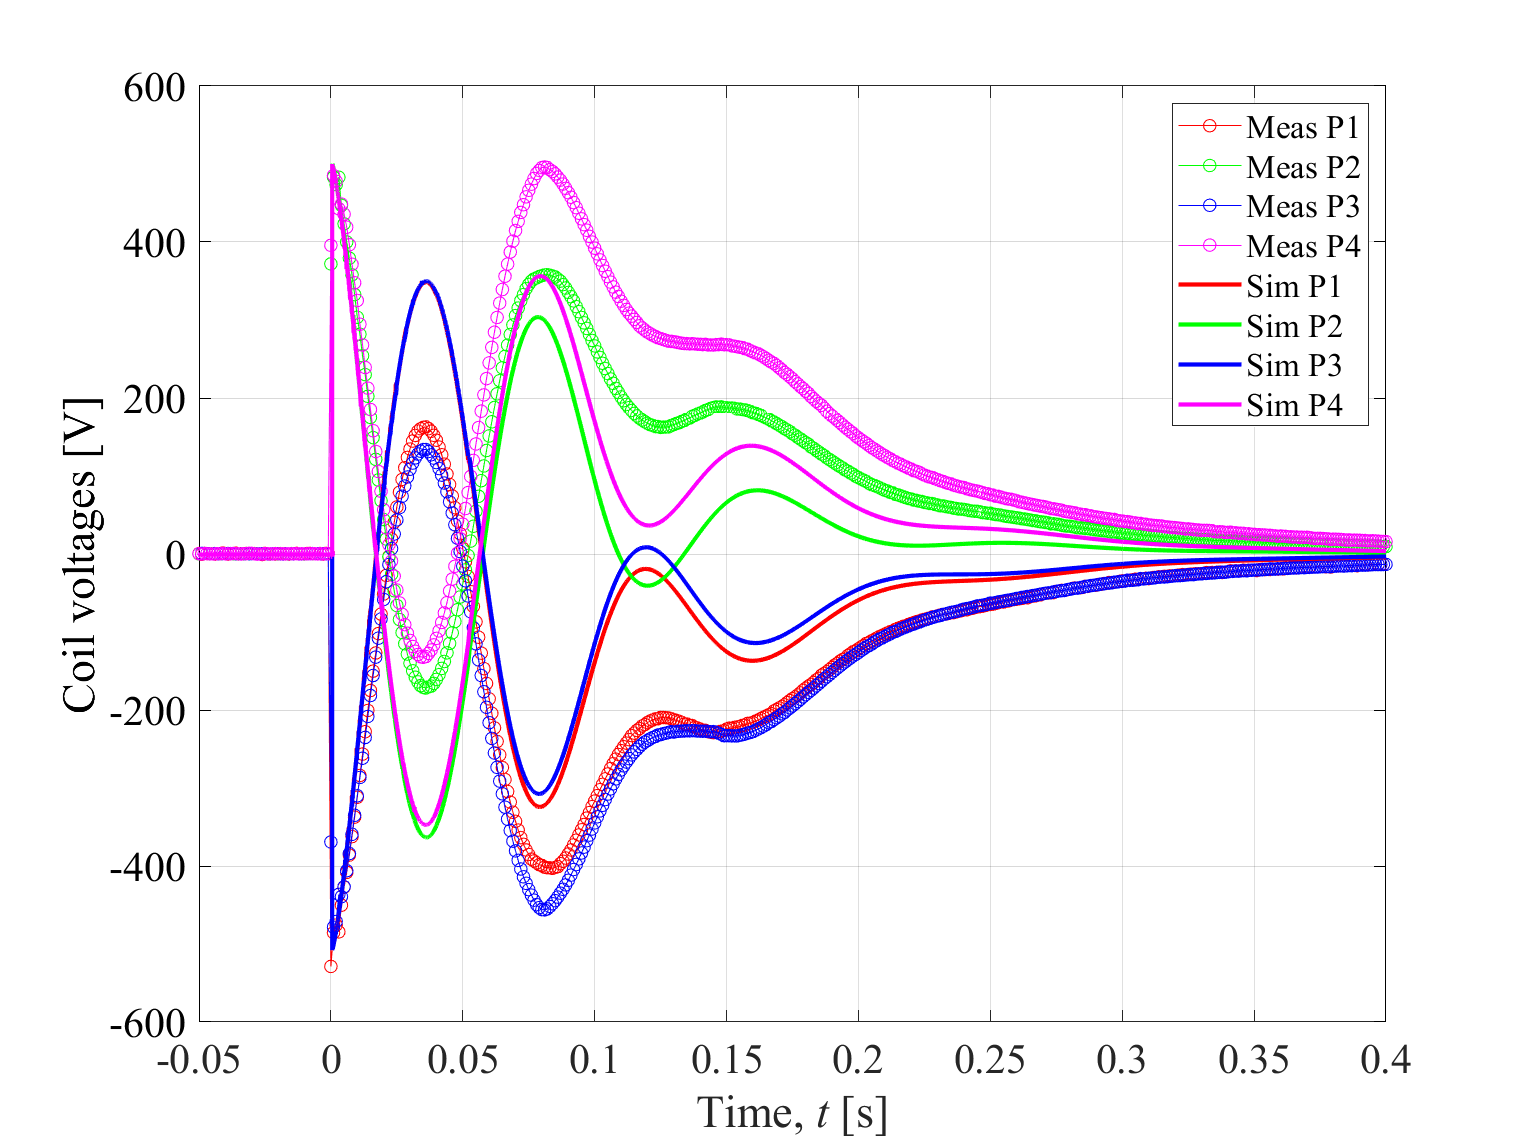 600
400
200
0
-200
-400
-600
Coil voltages [V]
-0.05 0 0.05 0.1 0.15 0.2 0.25 0.3 0.35 0.4
Time, t [s]
Meas P1
Meas P2
Meas P3
Meas P4
Sim P1
Sim P2
Sim P3
Sim P4